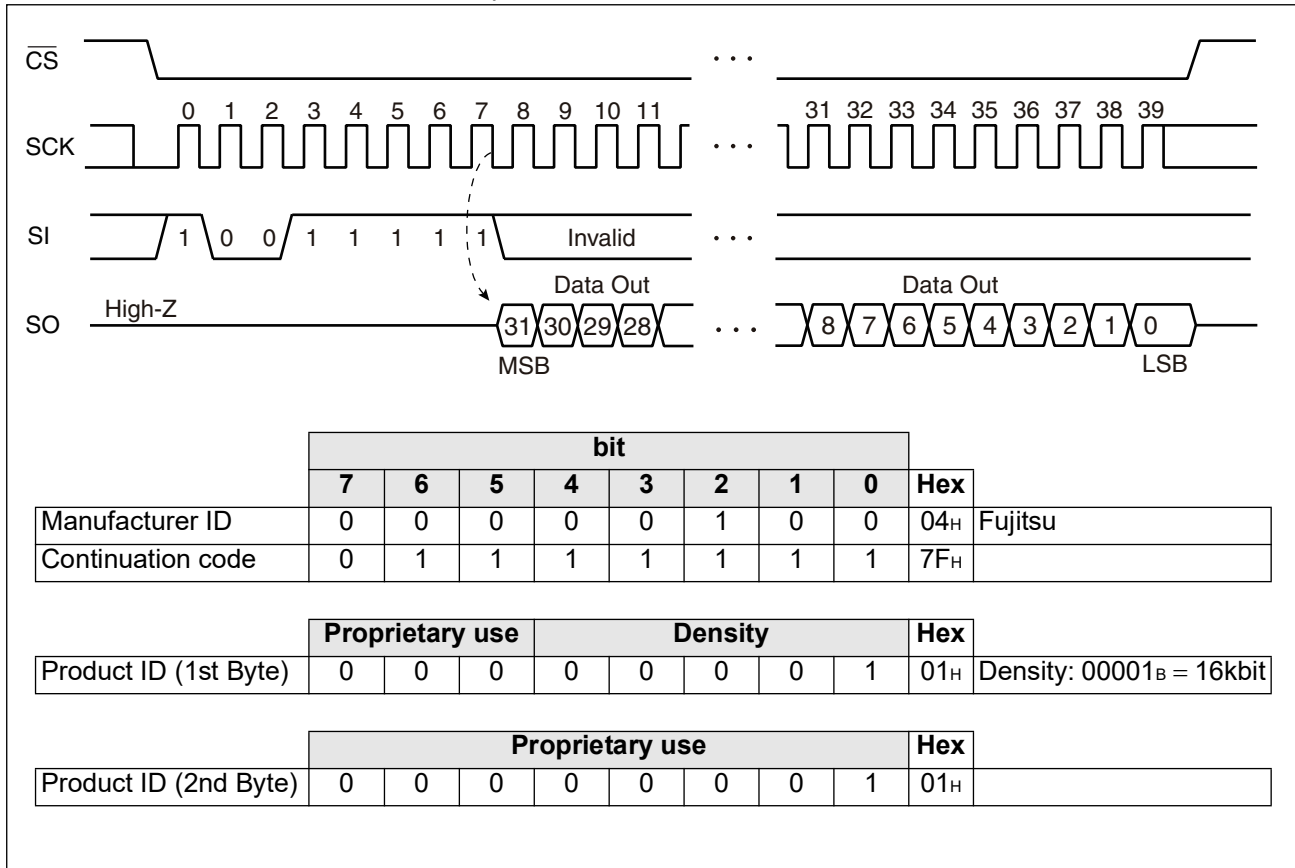 CS
0 1 2 3 4 5 6 7 8 9 10 11 31 32 33 34 35 36 37 38 39
SCK
SI 1 0 0 1 1 1 1 1 Invalid
Data Out Data Out
High-Z
SO 31 30 29 28 8 7 6 5 4 3 2 1 0
MSB LSB
bit
7 6 5 4 3 2 1 0 Hex
Manufacturer ID 0 0 0 0 0 1 0 0 04H Fujitsu
Continuation code 0 1 1 1 1 1 1 1 7FH
Proprietary use Density Hex
Product ID (1st Byte) 0 0 0 0 0 0 0 1 01H Density: 00001B = 16kbit
Proprietary use Hex
Product ID (2nd Byte) 0 0 0 0 0 0 0 1 01H